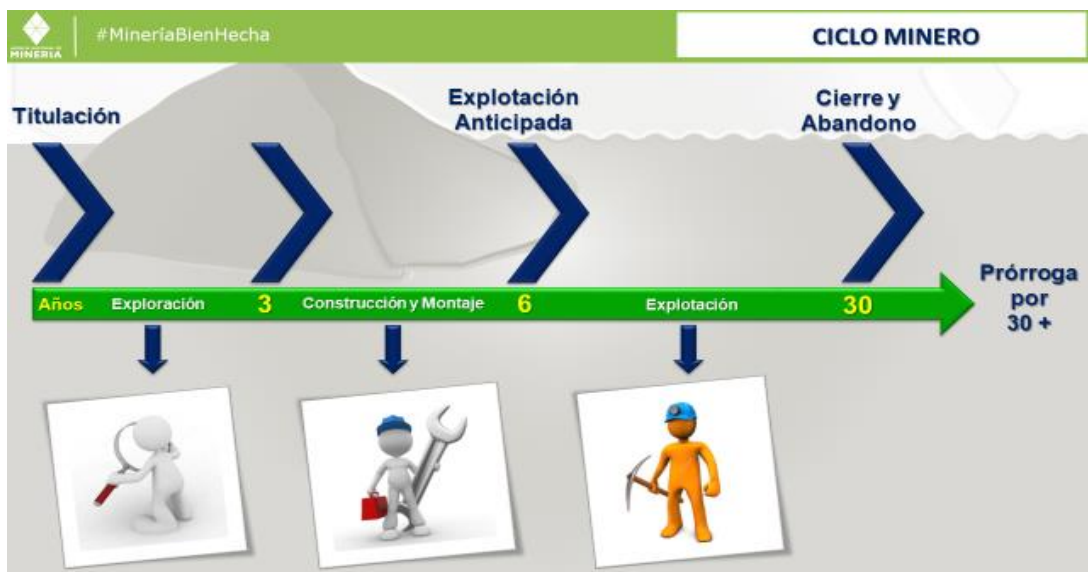 #MineríaBienHecha
CICLO MINERO
MINERÍA
Titulación
Explotación
Anticipada
Cierre y
Abandono
Años
Exploración
3
Construcción y Montaje
6
Explotación
30
Prórroga
por
30 +